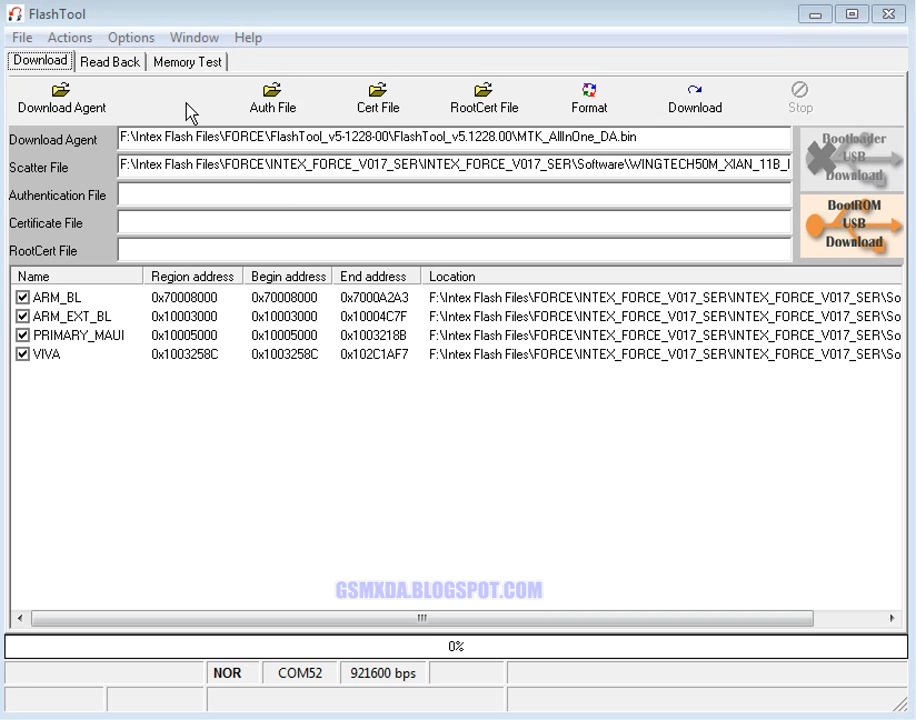 FlashTool
File Actions Options Window Help
Download Read Back Memory Test
Download Agent Auth File Cert File RootCert File Format Download Stop
Download Agent F:\Intex Flash Files\FORCE\FlashTool_v5-1228-00\FlashTool_v5.1228.00\MTK_AllInOne_DA.bin
Scatter File F:\Intex Flash Files\FORCE\INTEX_FORCE_V017_SER\INTEX_FORCE_V017_SER\Software\WINGTECH50M_XIAN_11B_
Authentication File
Certificate File
RootCert File
Bootloader
USB
Download
BootROM
USB
Download
Name Region address Begin address End address Location
ARM_BL 0x70008000 0x70008000 0x7000A2A3 F:\Intex Flash Files\FORCE\INTEX_FORCE_V017_SER\INTEX_FORCE_V017_SER\So
ARM_EXT_BL 0x10003000 0x10003000 0x10004C7F F:\Intex Flash Files\FORCE\INTEX_FORCE_V017_SER\INTEX_FORCE_V017_SER\So
PRIMARY_MAUI 0x10005000 0x10005000 0x1003218B F:\Intex Flash Files\FORCE\INTEX_FORCE_V017_SER\INTEX_FORCE_V017_SER\So
VIVA 0x1003258C 0x1003258C 0x102C1AF7 F:\Intex Flash Files\FORCE\INTEX_FORCE_V017_SER\INTEX_FORCE_V017_SER\So
GSMXDA.BLOGSPOT.COM
0%
NOR COM52 921600 bps